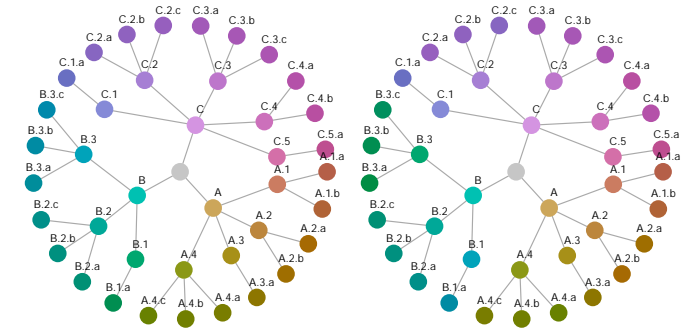 C.2.c
C.3.a
C.2.b
C.3.b
C.2.a
C.3.c
C.1.a
C.2
C.3
C.4.a
B.3.c
C.1
C
C.4
C.4.b
B.3.b
B.3
C.5
C.5.a
B.3.a
A.1
A.1.a
B
A
A.1.b
B.2.c
B.2
A.2
A.2.a
B.2.b
B.1
A.4
A.3
A.2.b
B.2.a
B.1.a
A.4.c
A.4.b
A.4.a
A.3.a
C.2.c
C.3.a
C.2.b
C.3.b
C.2.a
C.3.c
C.1.a
C.2
C.3
C.4.a
B.3.c
C.1
C
C.4
C.4.b
B.3.b
B.3
C.5
C.5.a
B.3.a
A.1
A.1.a
B
A
A.1.b
B.2.c
B.2
A.2
A.2.a
B.2.b
B.1
A.4
A.3
A.2.b
B.2.a
B.1.a
A.4.c
A.4.b
A.4.a
A.3.a